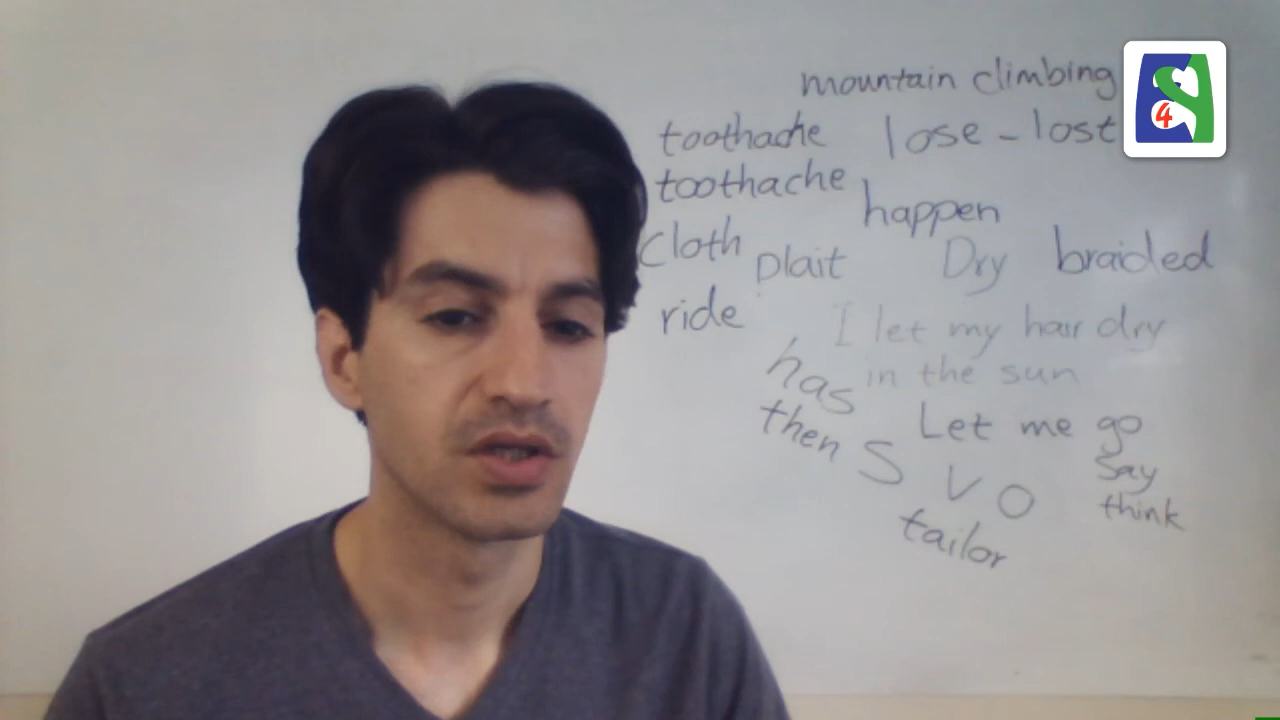 mountain climbing
4
toothache lose - lost
toothache
happen
Cloth plait Dry braided
ride
I let my hair dry
in the sun
has
then
Let me go
say
think
S V O
tailor